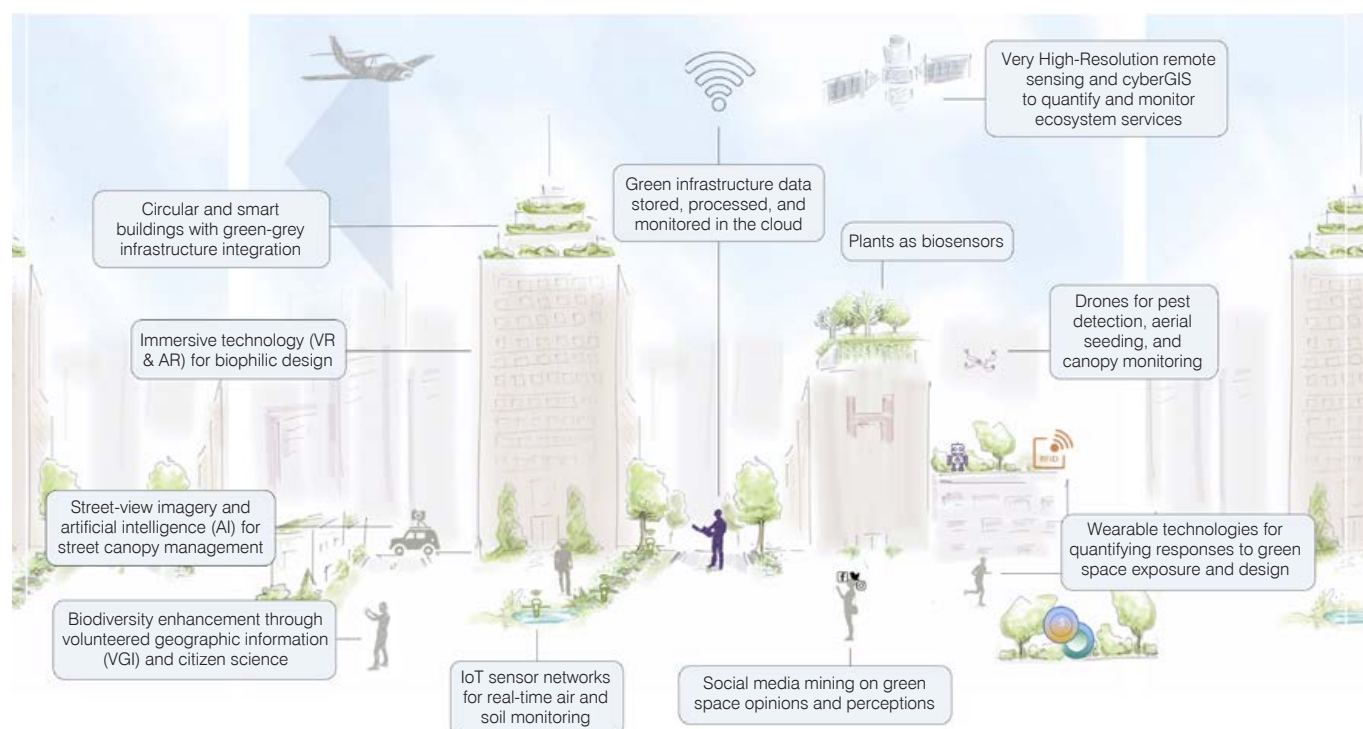 Very High-Resolution remote
sensing and cyberGIS
to quantify and monitor
ecosystem services
Green infrastructure data
stored, processed, and
monitored in the cloud
Circular and smart
buildings with green-grey
infrastructure integration
Plants as biosensors
Drones for pest
detection, aerial
seeding, and
canopy monitoring
Immersive technology (VR
& AR) for biophilic design
H
RFID
Street-view imagery and
artificial intelligence (AI) for
street canopy management
Wearable technologies for
quantifying responses to green
space exposure and design
Biodiversity enhancement through
volunteered geographic information
(VGI) and citizen science
IoT sensor networks
for real-time air and
soil monitoring
Social media mining on green
space opinions and perceptions